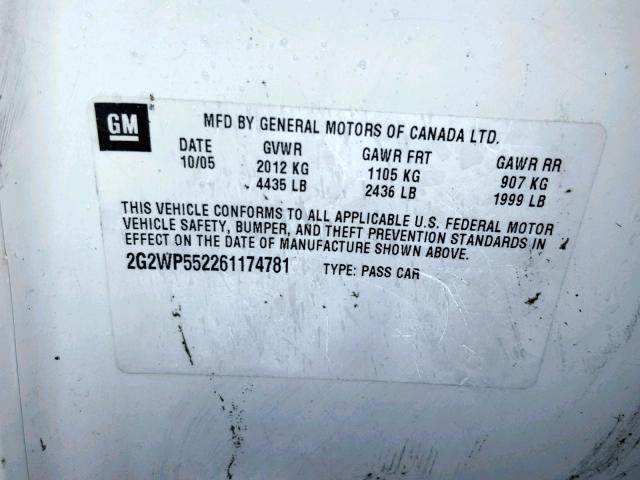 GM
MFD BY GENERAL MOTORS OF CANADA LTD.
DATE GVWR GAWR FRT GAWR RR
10/05 2012 KG 1105 KG 907 KG
4435 LB 2436 LB 1999 LB
THIS VEHICLE CONFORMS TO ALL APPLICABLE U.S. FEDERAL MOTOR
VEHICLE SAFETY, BUMPER, AND THEFT PREVENTION STANDARDS IN
EFFECT ON THE DATE OF MANUFACTURE SHOWN ABOVE.
2G2WP552261174781 TYPE: PASS CAR